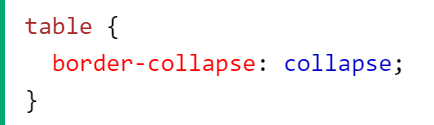 table {
  border-collapse: collapse;
}